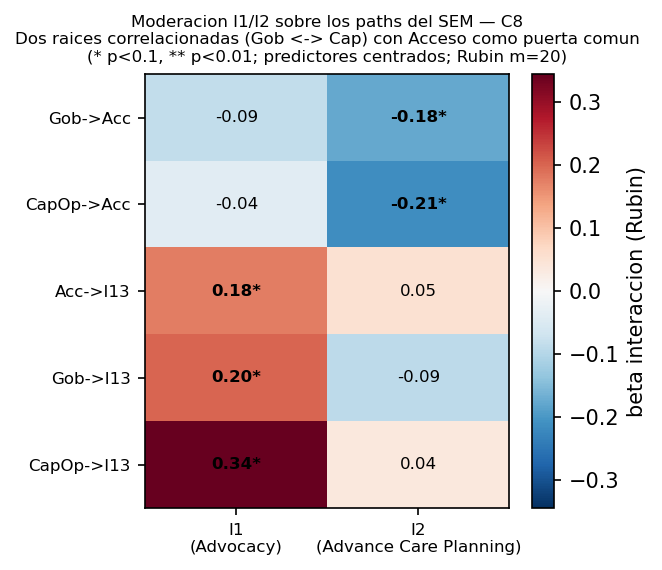 Moderacion I1/I2 sobre los paths del SEM — C8
Dos raices correlacionadas (Gob <-> Cap) con Acceso como puerta comun
(* p<0.1, ** p<0.01; predictores centrados; Rubin m=20)
Gob->Acc
-0.09
-0.18*
CapOp->Acc
-0.04
-0.21*
Acc->I13
0.18*
0.05
Gob->I13
0.20*
-0.09
CapOp->I13
0.34*
0.04
I1
(Advocacy)
I2
(Advance Care Planning)
0.3
0.2
0.1
0.0
−0.1
−0.2
−0.3
beta interaccion (Rubin)